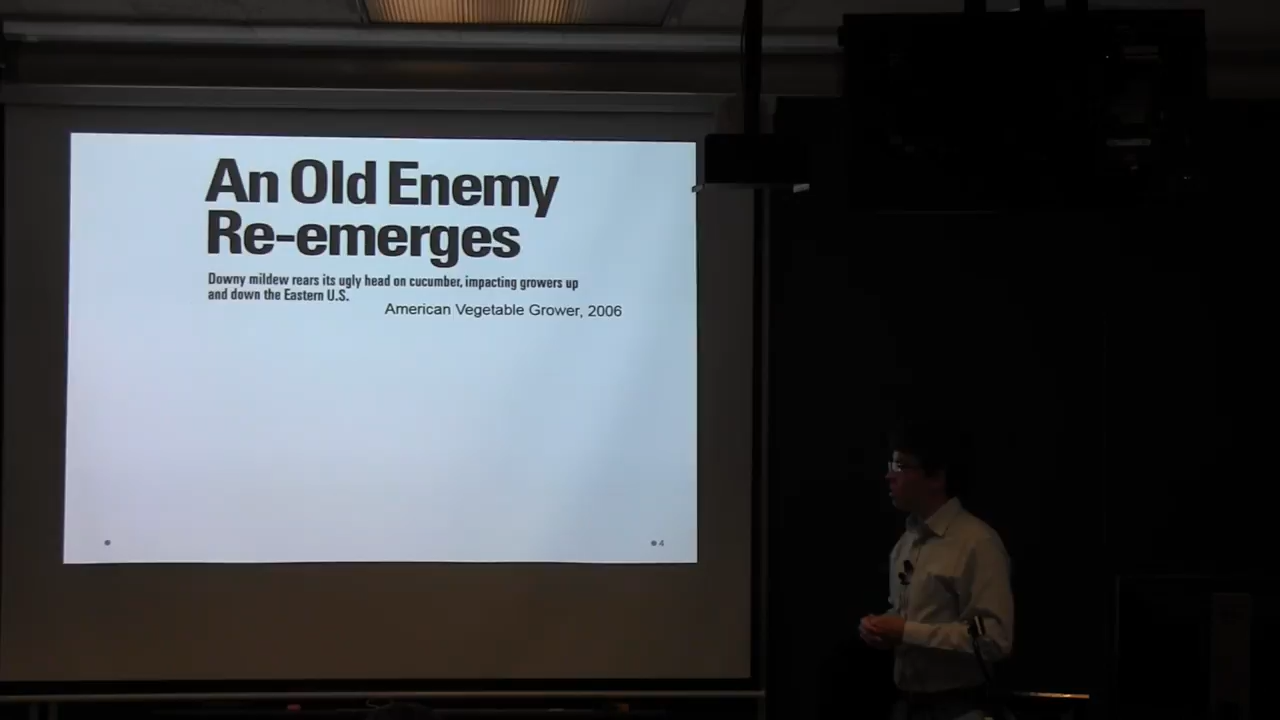 An Old Enemy
Re-emerges
Downy mildew rears its ugly head on cucumber, impacting growers up
and down the Eastern U.S.
American Vegetable Grower, 2006
4